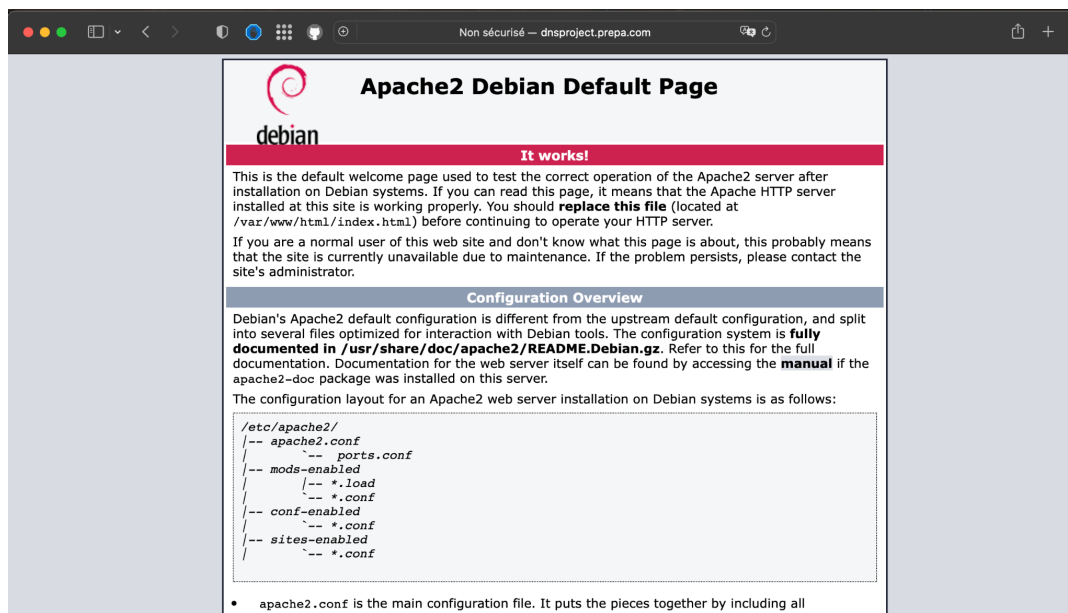 Non sécurisé — dnsproject.prepa.com
debian
Apache2 Debian Default Page
It works!
This is the default welcome page used to test the correct operation of the Apache2 server after
installation on Debian systems. If you can read this page, it means that the Apache HTTP server
installed at this site is working properly. You should replace this file (located at
/var/www/html/index.html) before continuing to operate your HTTP server.
If you are a normal user of this web site and don't know what this page is about, this probably means
that the site is currently unavailable due to maintenance. If the problem persists, please contact the
site's administrator.
Configuration Overview
Debian's Apache2 default configuration is different from the upstream default configuration, and split
into several files optimized for interaction with Debian tools. The configuration system is fully
documented in /usr/share/doc/apache2/README.Debian.gz. Refer to this for the full
documentation. Documentation for the web server itself can be found by accessing the manual if the
apache2-doc package was installed on this server.
The configuration layout for an Apache2 web server installation on Debian systems is as follows:
/etc/apache2/
|-- apache2.conf
|       `--  ports.conf
|-- mods-enabled
|       |-- *.load
|       `-- *.conf
|-- conf-enabled
|       `-- *.conf
|-- sites-enabled
|       `-- *.conf
• apache2.conf is the main configuration file. It puts the pieces together by including all